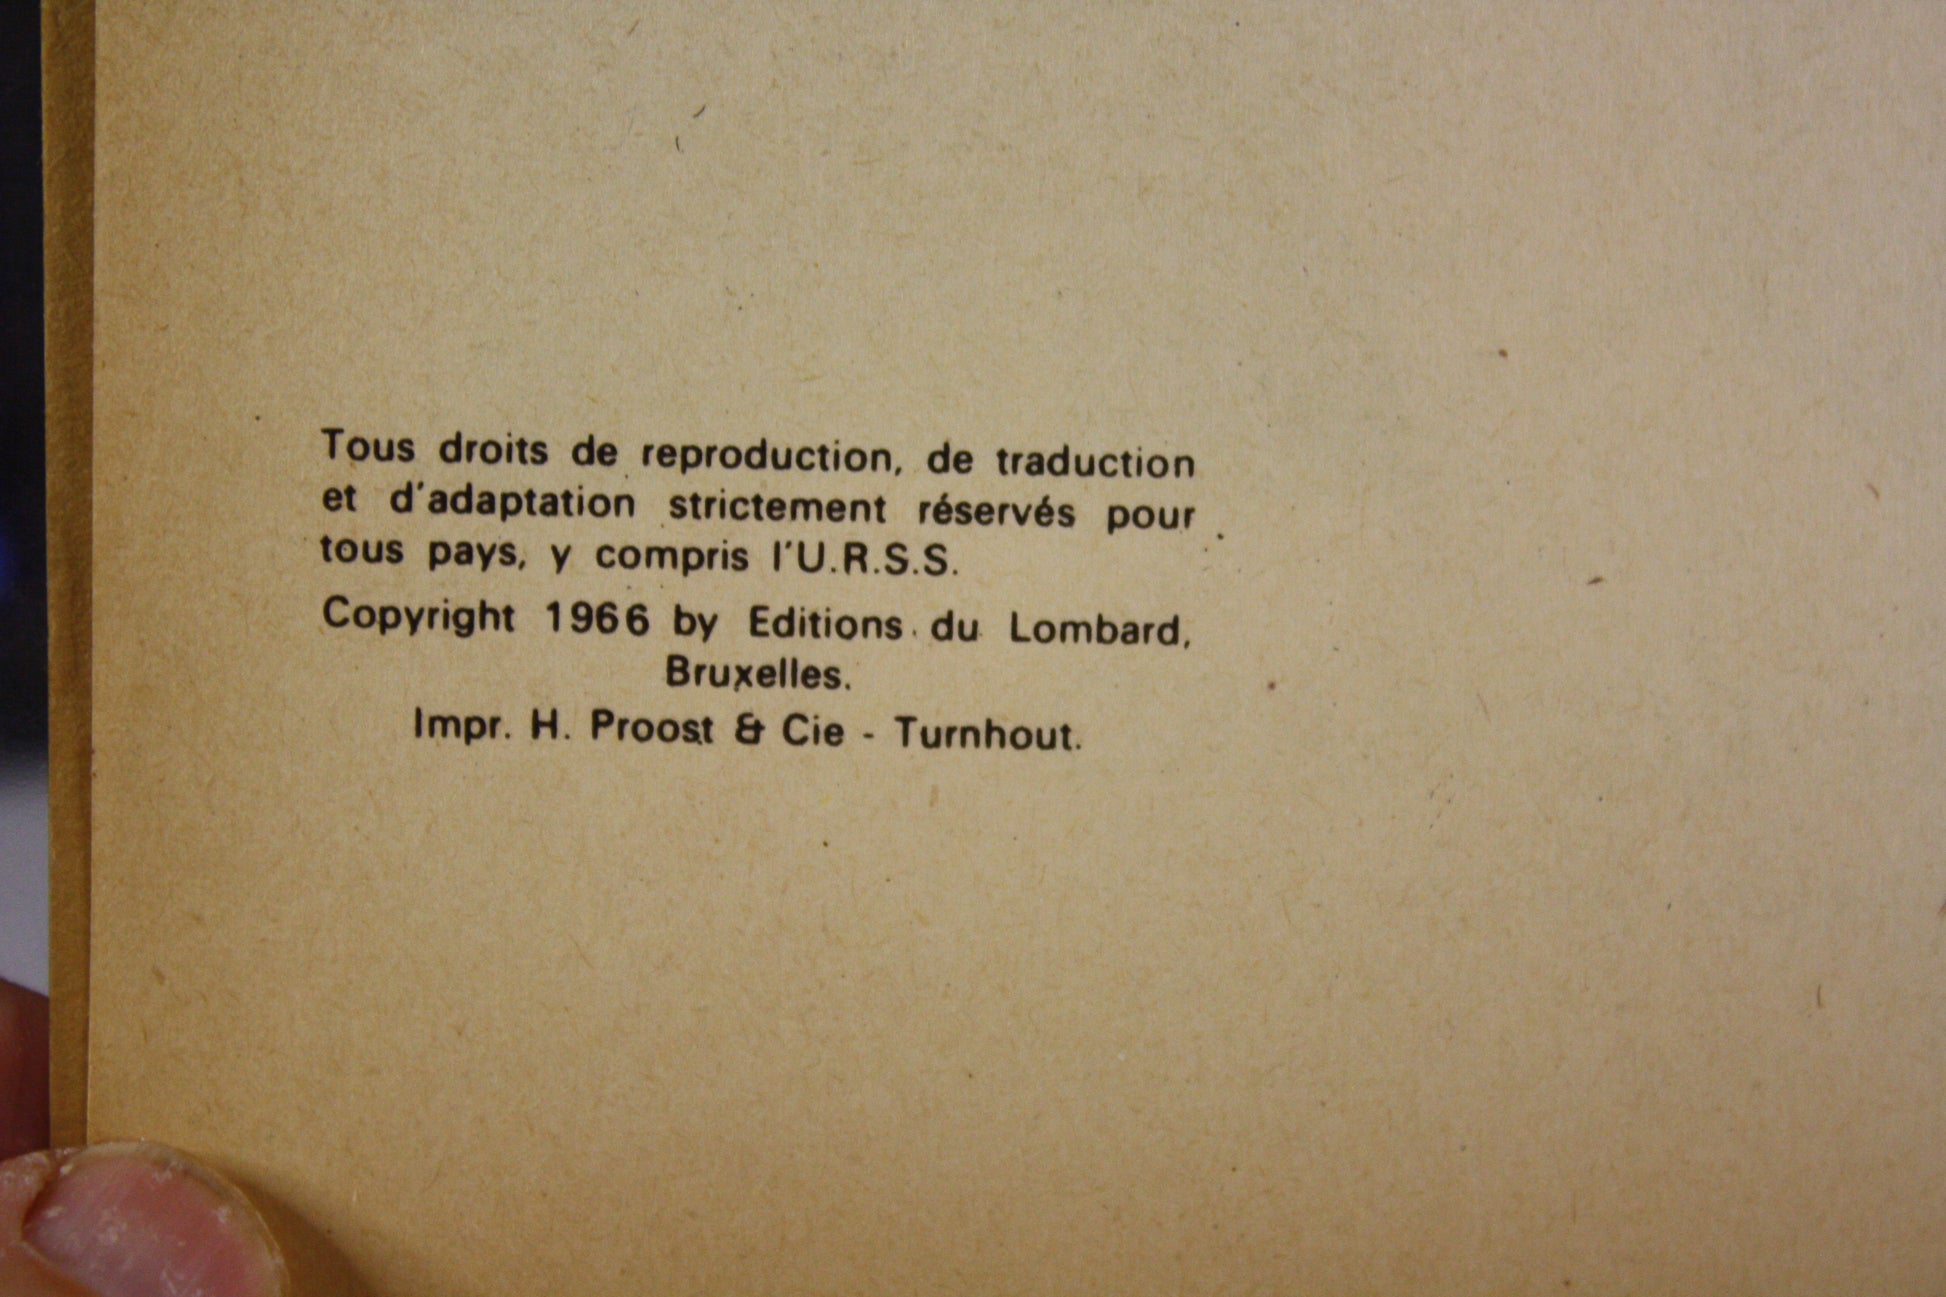 Tous droits de reproduction, de traduction
et d'adaptation strictement réservés pour
tous pays, y compris l'U.R.S.S.
Copyright 1966 by Editions du Lombard,
Bruxelles.
Impr. H. Proost & Cie - Turnhout.